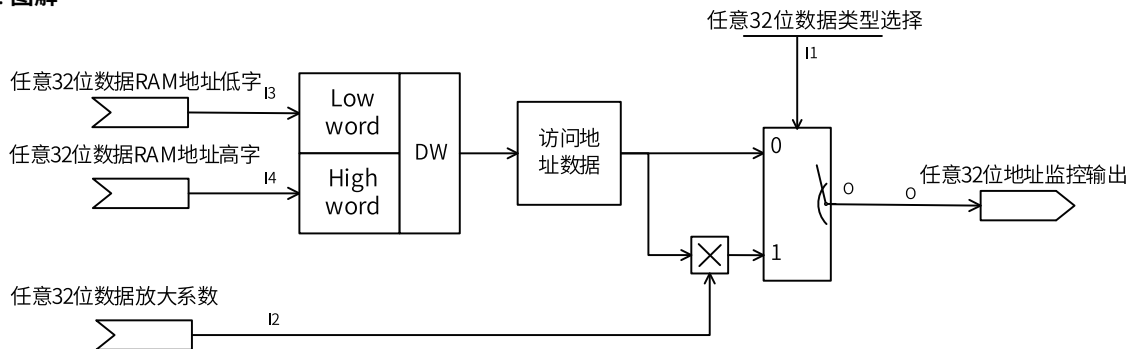 图解
任意32位数据类型选择
I1
任意32位数据RAM地址低字
I3
Low
word
DW
访问地
址数据
0
任意32位数据RAM地址高字
I4
High
word
O
O
任意32位地址监控输出
1
任意32位数据放大系数
I2